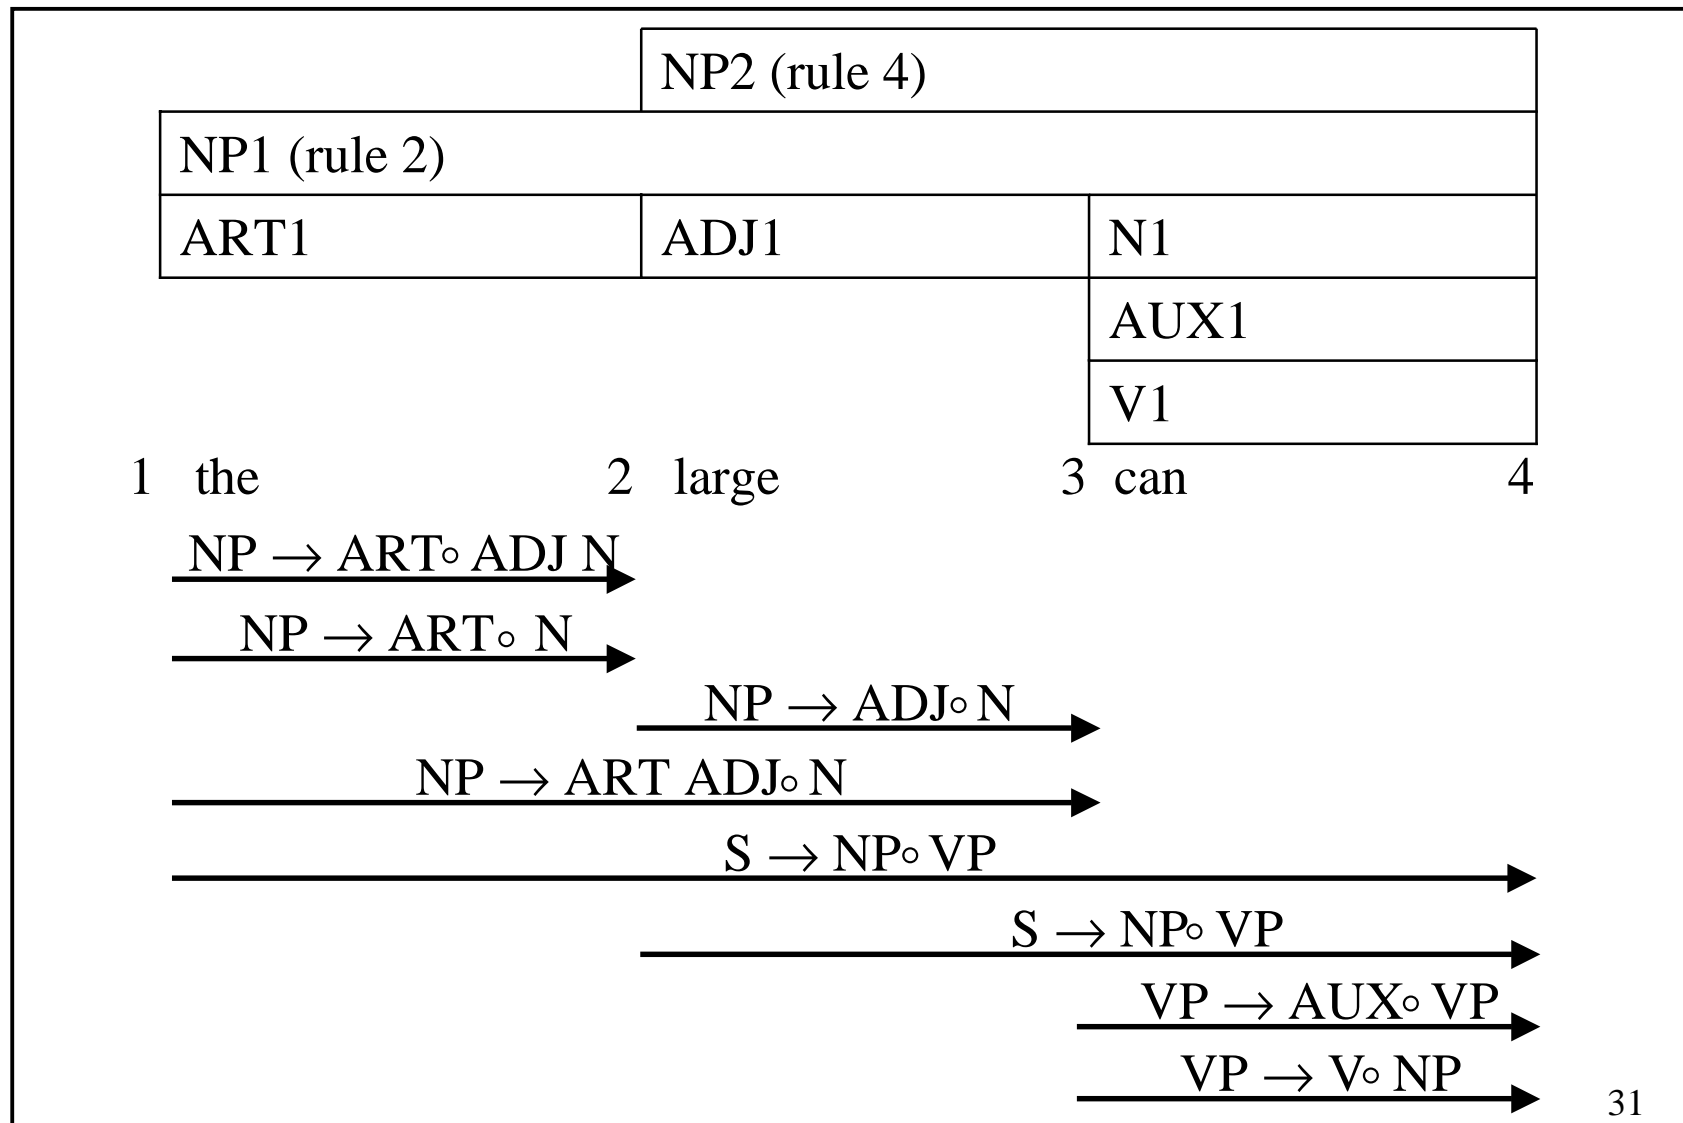 NP2 (rule 4)
NP1 (rule 2)
ART1 ADJ1 N1
AUX1
V1
1 the 2 large 3 can 4
NP → ART∘ ADJ N
NP → ART∘ N
NP → ADJ∘ N
NP → ART ADJ∘ N
S → NP∘ VP
S → NP∘ VP
VP → AUX∘ VP
VP → V∘ NP
31